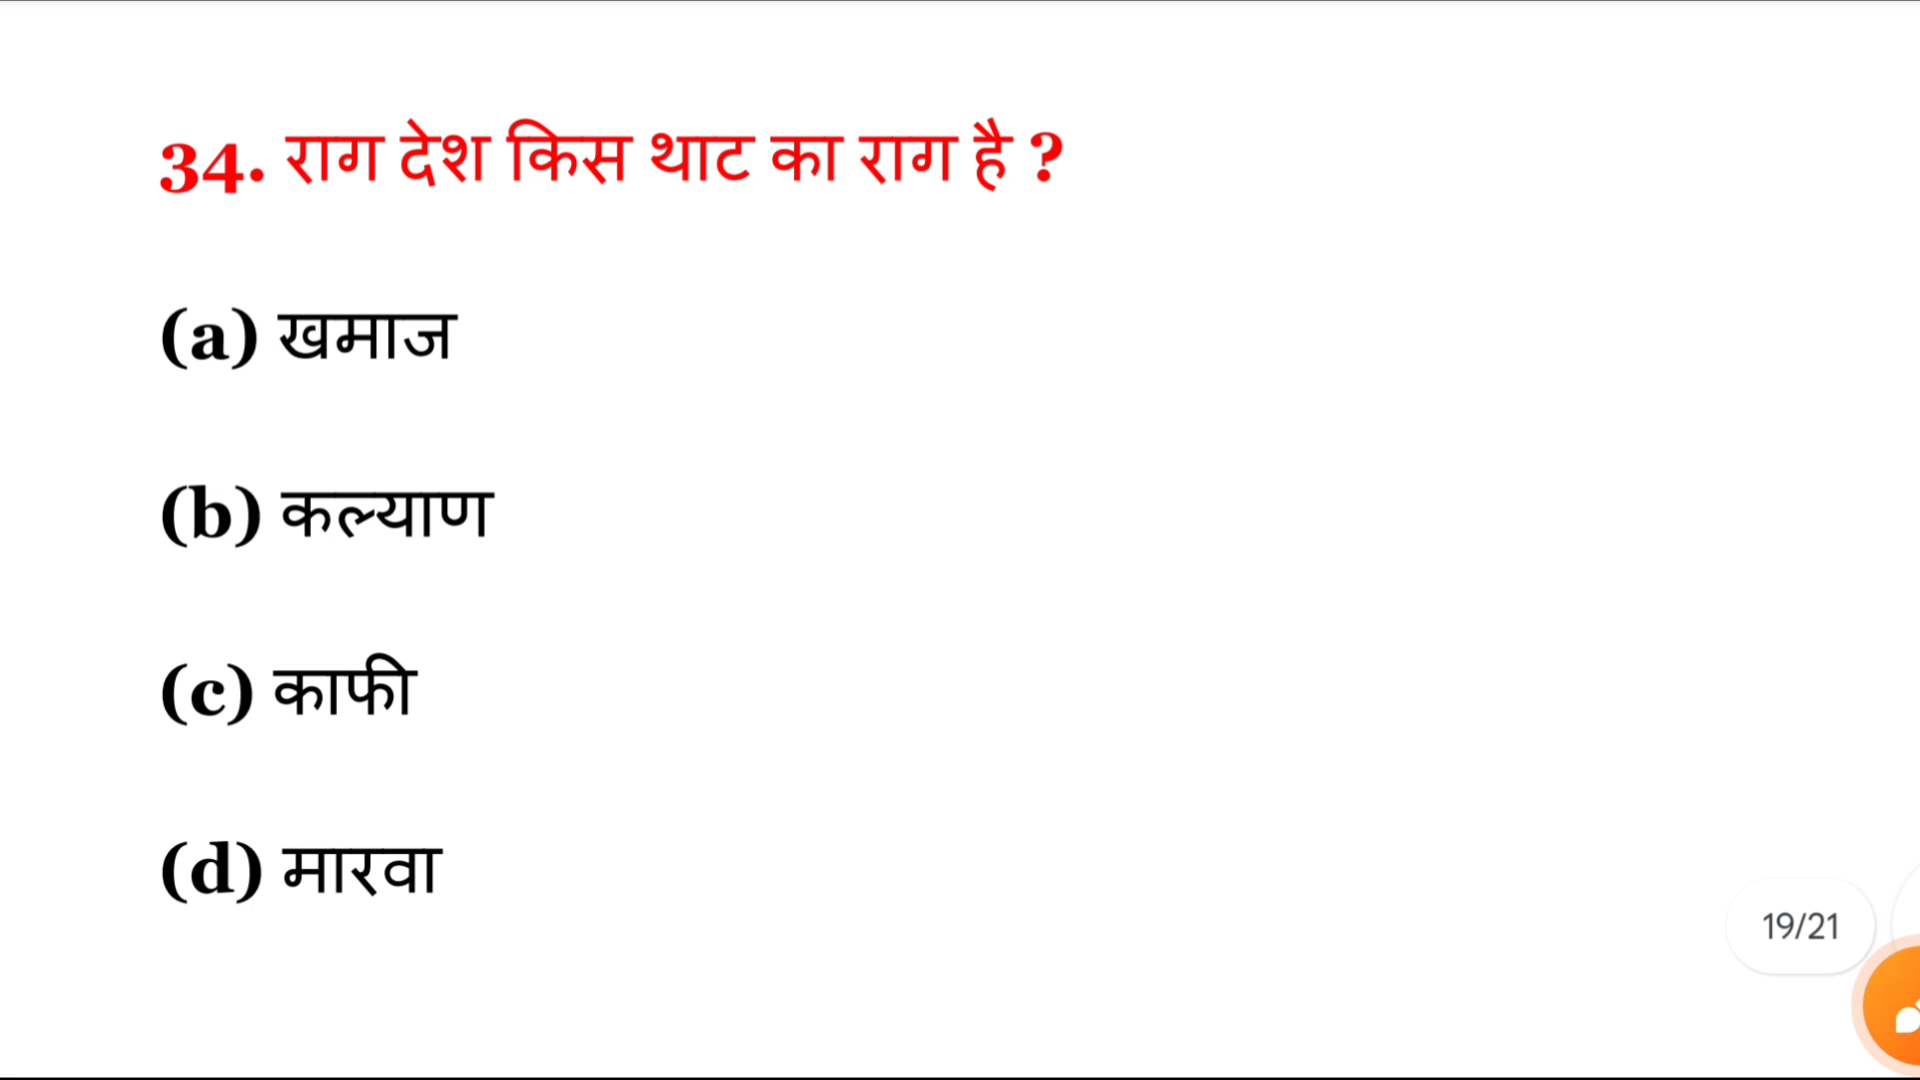 34. राग देश किस थाट का राग है ?
(a) खमाज
(b) कल्याण
(c) काफी
(d) मारवा
19/21